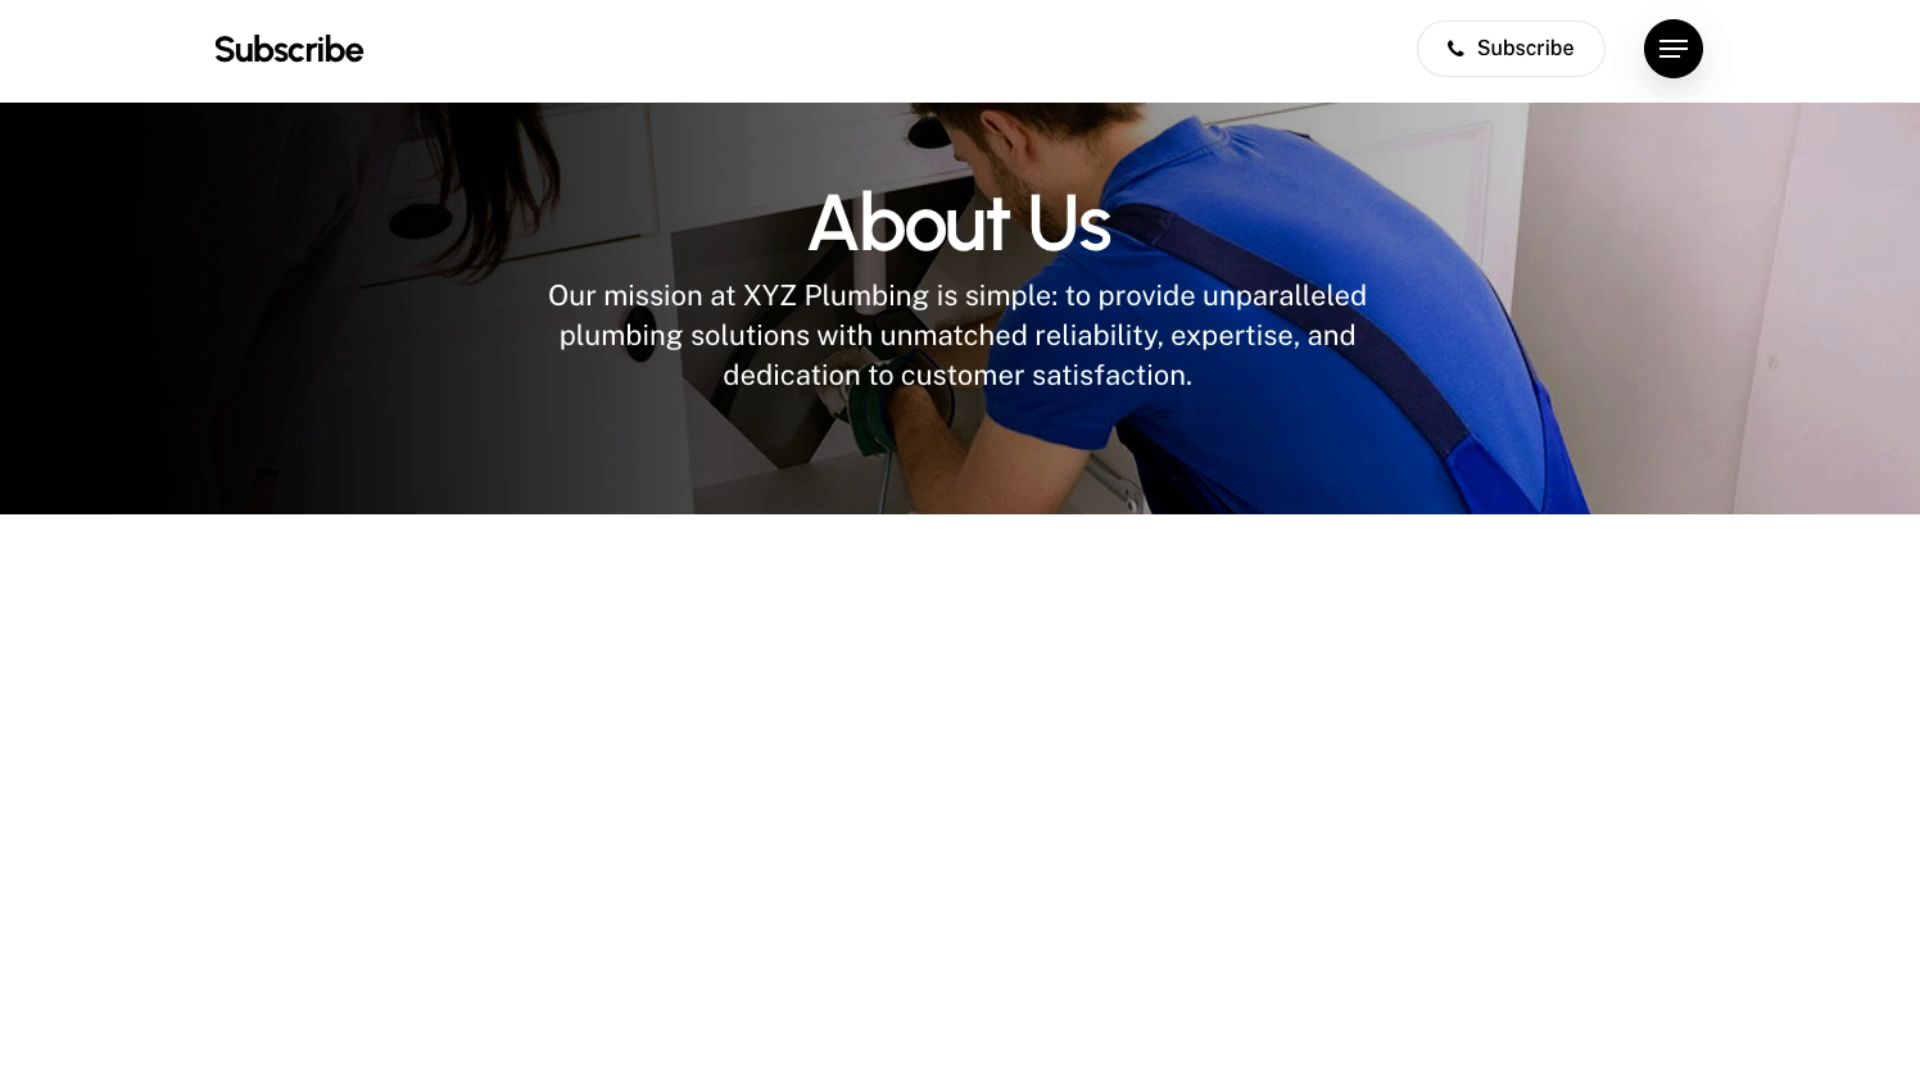 Subscribe
Subscribe
About Us
Our mission at XYZ Plumbing is simple: to provide unparalleled
plumbing solutions with unmatched reliability, expertise, and
dedication to customer satisfaction.